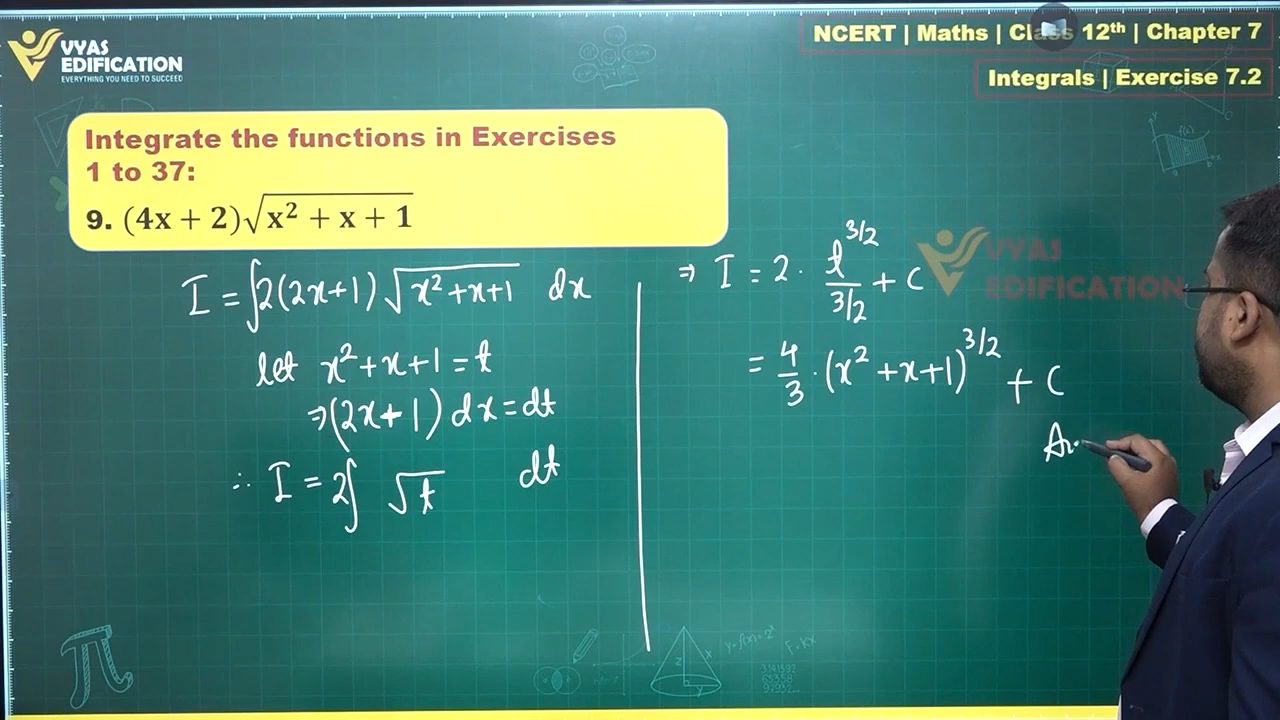 VYAS
EDIFICATION
EVERYTHING YOU NEED TO SUCCEED
NCERT | Maths | Class 12th | Chapter 7
Integrals | Exercise 7.2
Integrate the functions in Exercises
1 to 37:
9. (4x + 2)√(x² + x + 1)
I = ∫2(2x+1) √(x²+x+1) dx
let x²+x+1 = t
⇒(2x+1) dx = dt
∴ I = 2∫ √t dt
⇒ I = 2 · t^(3/2)/(3/2) + C
= 4/3 · (x²+x+1)^(3/2) + C
VYAS
EDIFICATION